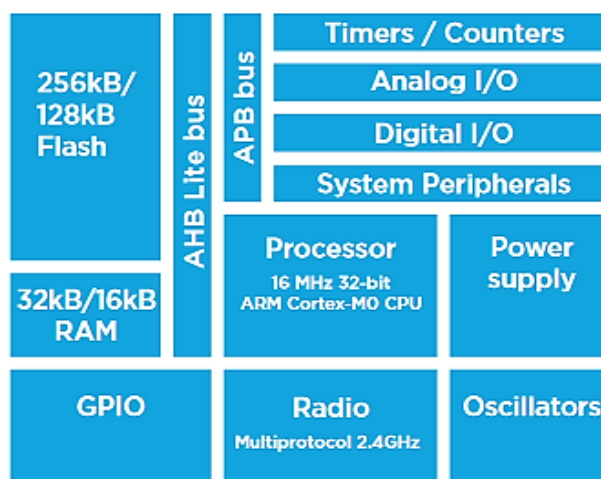 256kB/
128kB
Flash
AHB Lite bus
APB bus
Timers / Counters
Analog I/O
Digital I/O
System Peripherals
32kB/16kB
RAM
Processor
16 MHz 32-bit
ARM Cortex-M0 CPU
Power
supply
GPIO
Radio
Multiprotocol 2.4GHz
Oscillators